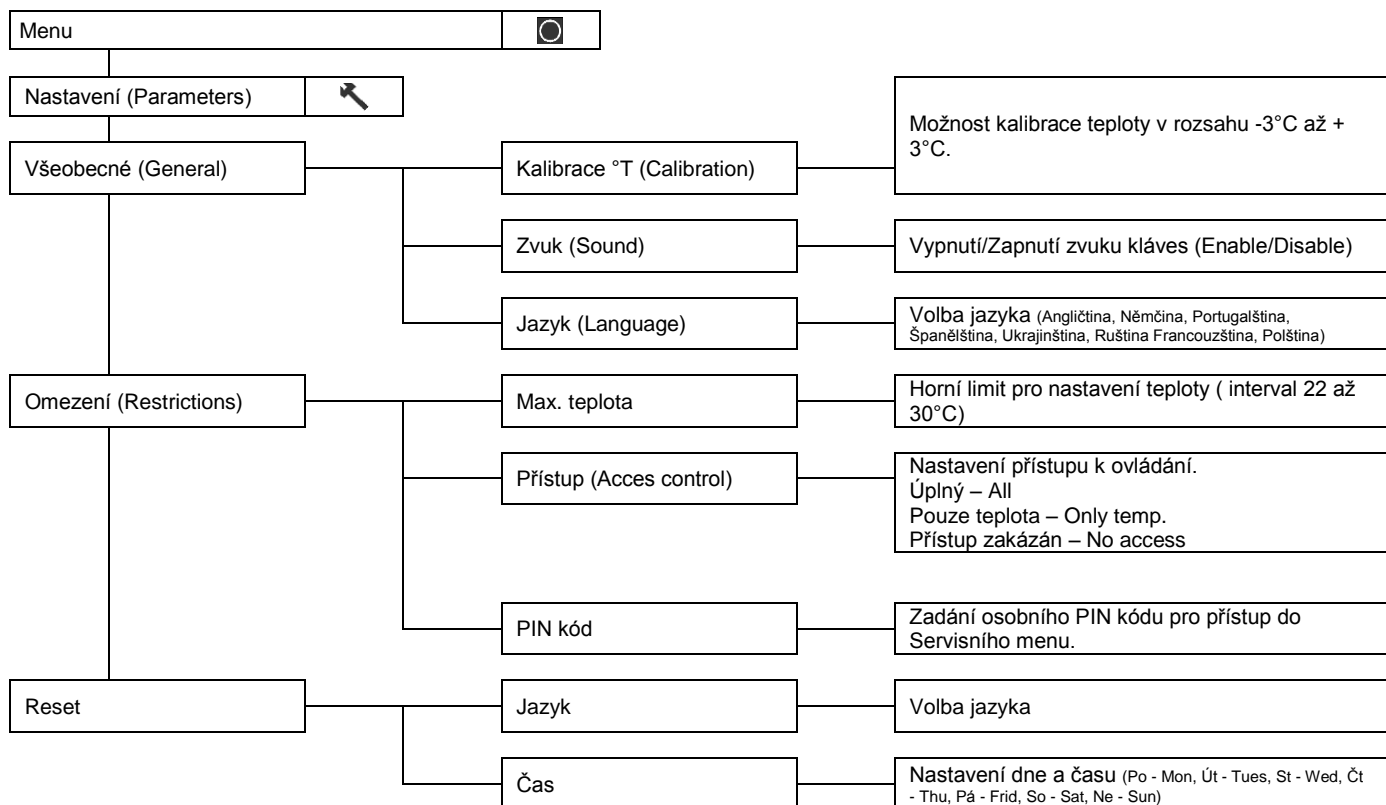 Menu
Nastavení (Parameters)
Všeobecné (General)
Kalibrace °T (Calibration)
Možnost kalibrace teploty v rozsahu -3°C až +
3°C.
Zvuk (Sound)
Vypnutí/Zapnutí zvuku kláves (Enable/Disable)
Jazyk (Language)
Volba jazyka (Angličtina, Němčina, Portugalština,
Španělština, Ukrajinština, Ruština Francouzština, Polština)
Omezení (Restrictions)
Max. teplota
Horní limit pro nastavení teploty ( interval 22 až
30°C)
Přístup (Acces control)
Nastavení přístupu k ovládání.
Úplný – All
Pouze teplota – Only temp.
Přístup zakázán – No access
PIN kód
Zadání osobního PIN kódu pro přístup do
Servisního menu.
Reset
Jazyk
Volba jazyka
Čas
Nastavení dne a času (Po - Mon, Út - Tues, St - Wed, Čt
- Thu, Pá - Frid, So - Sat, Ne - Sun)